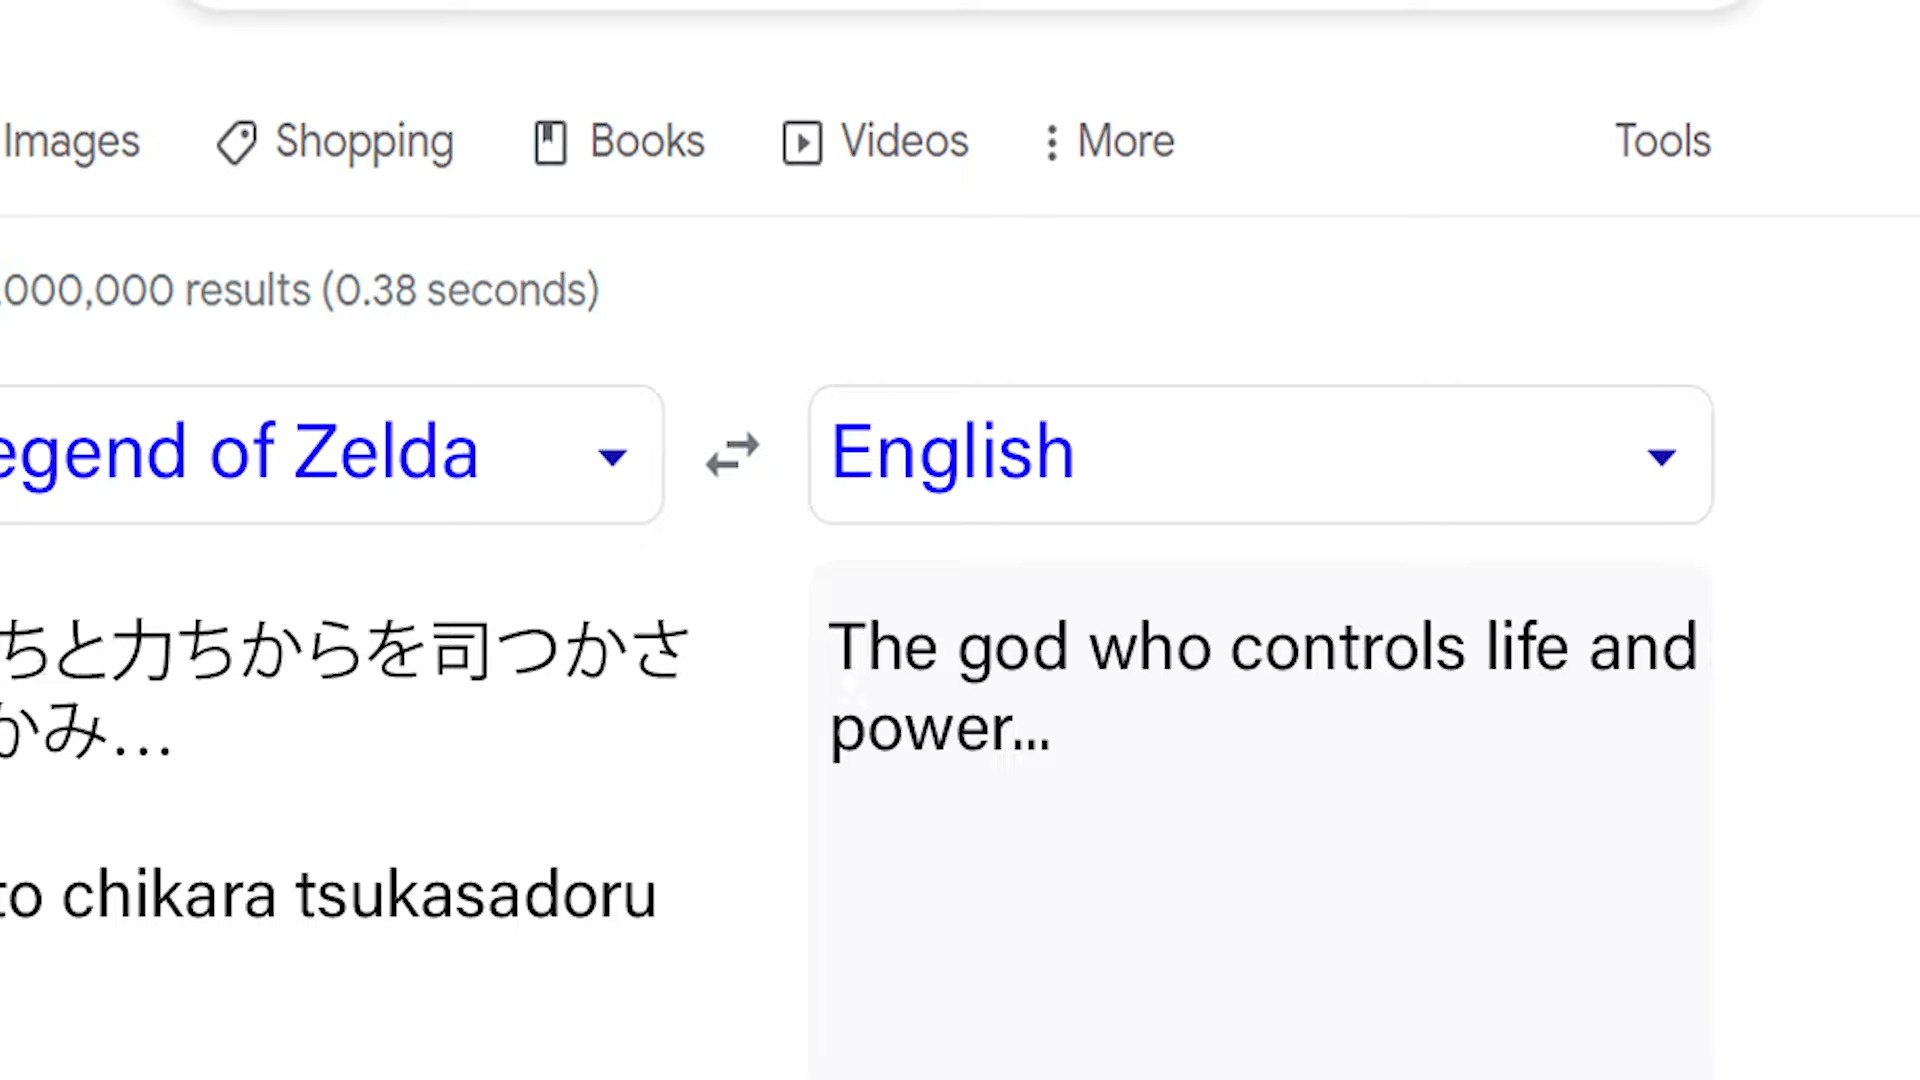 Images Shopping Books Videos More Tools
,000,000 results (0.38 seconds)
egend of Zelda English
ちと力ちからを司つかさ
かみ…
to chikara tsukasadoru
The god who controls life and
power...